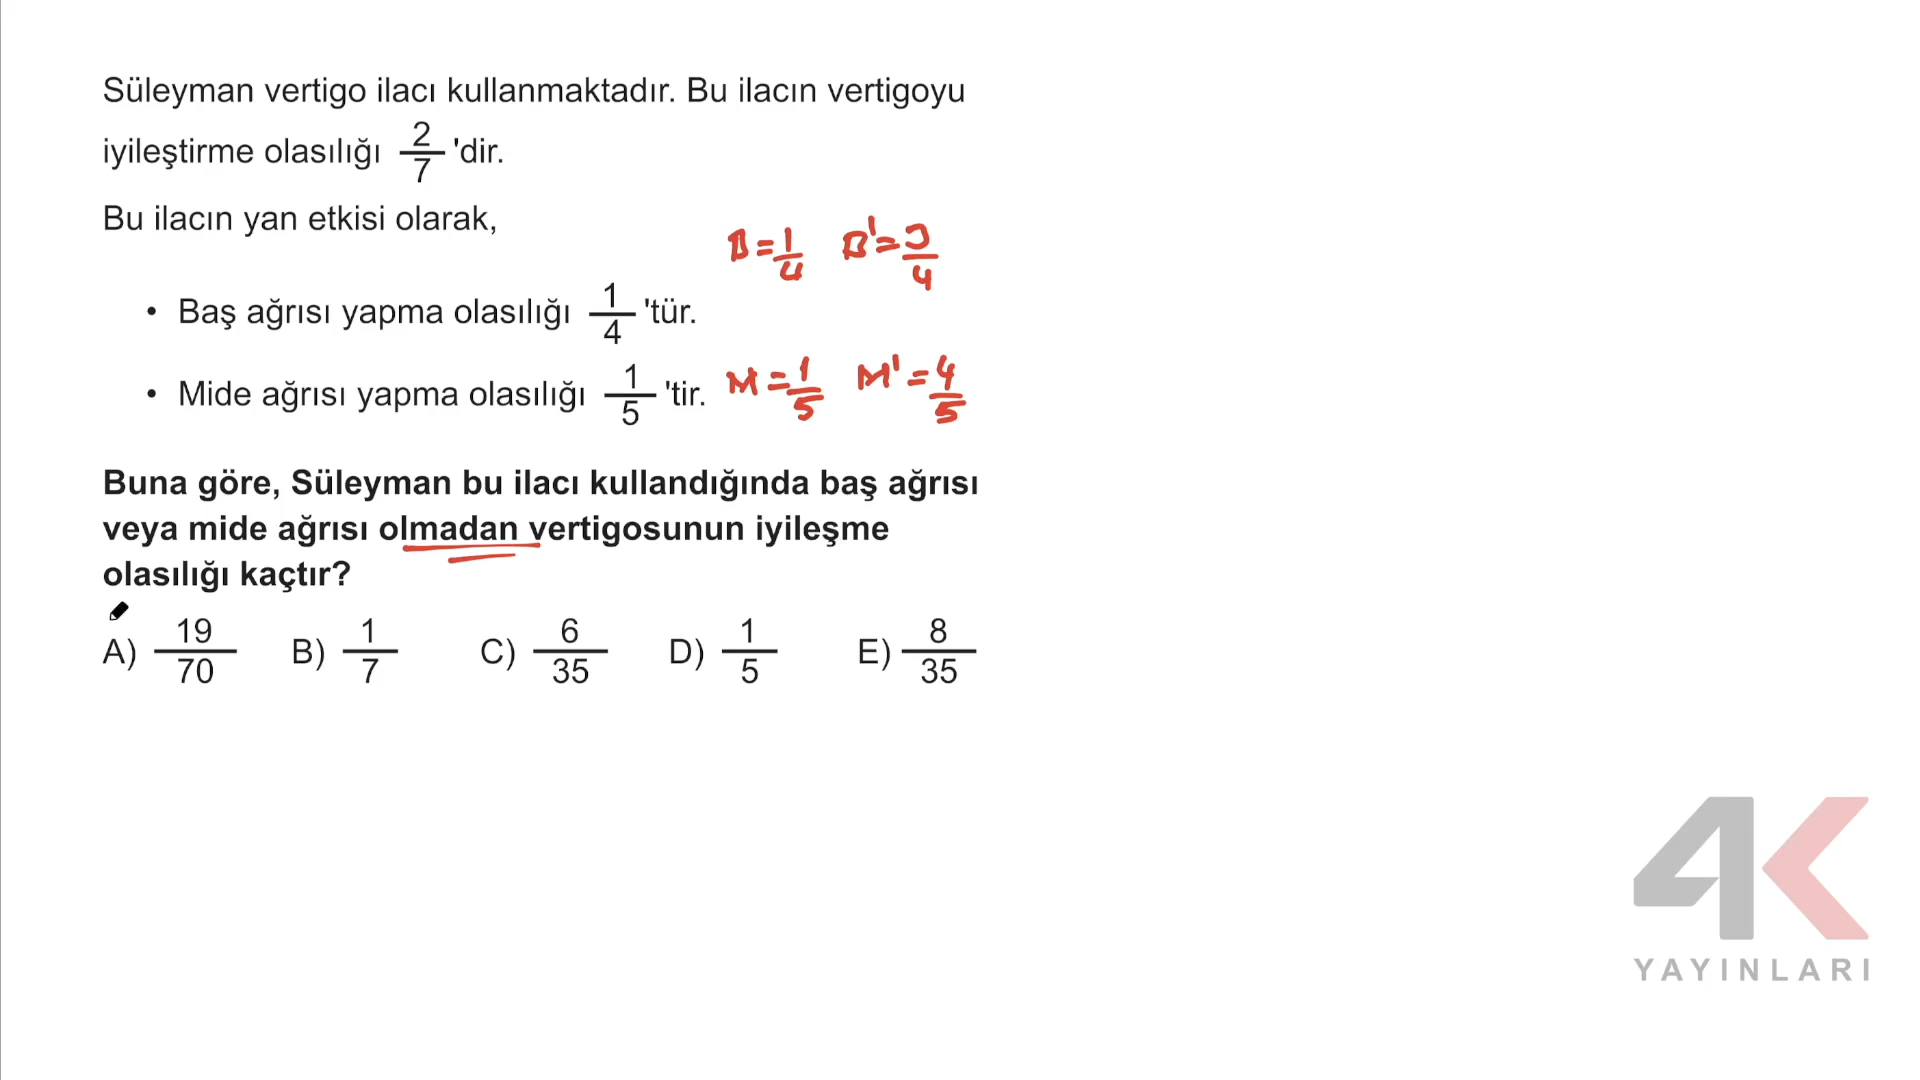 Süleyman vertigo ilacı kullanmaktadır. Bu ilacın vertigoyu
iyileştirme olasılığı 2/7 'dir.
Bu ilacın yan etkisi olarak,
B = 1/4 B' = 3/4
• Baş ağrısı yapma olasılığı 1/4 'tür.
• Mide ağrısı yapma olasılığı 1/5 'tir. M = 1/5 M' = 4/5
Buna göre, Süleyman bu ilacı kullandığında baş ağrısı
veya mide ağrısı olmadan vertigosunun iyileşme
olasılığı kaçtır?
A) 19/70 B) 1/7 C) 6/35 D) 1/5 E) 8/35
4K
YAYINLARI